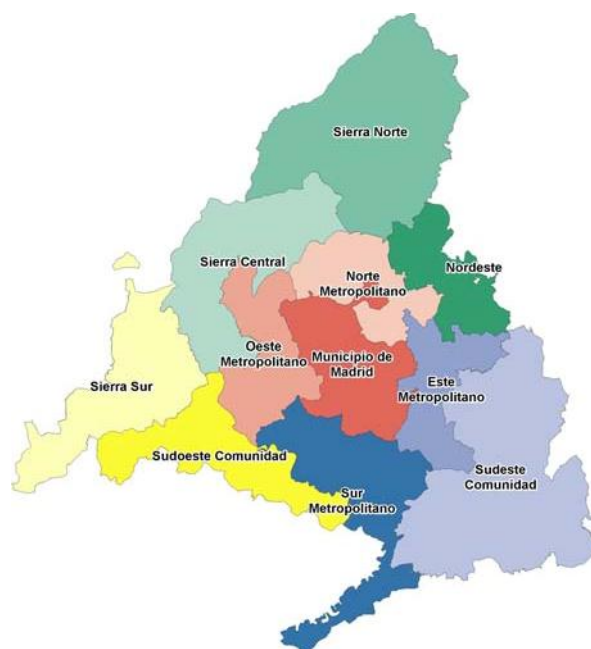 Sierra Norte
Sierra Central
Nordeste
Norte
Metropolitano
Oeste
Metropolitano
Municipio de
Madrid
Sierra Sur
Este
Metropolitano
Sudoeste Comunidad
Sudeste
Comunidad
Sur
Metropolitano